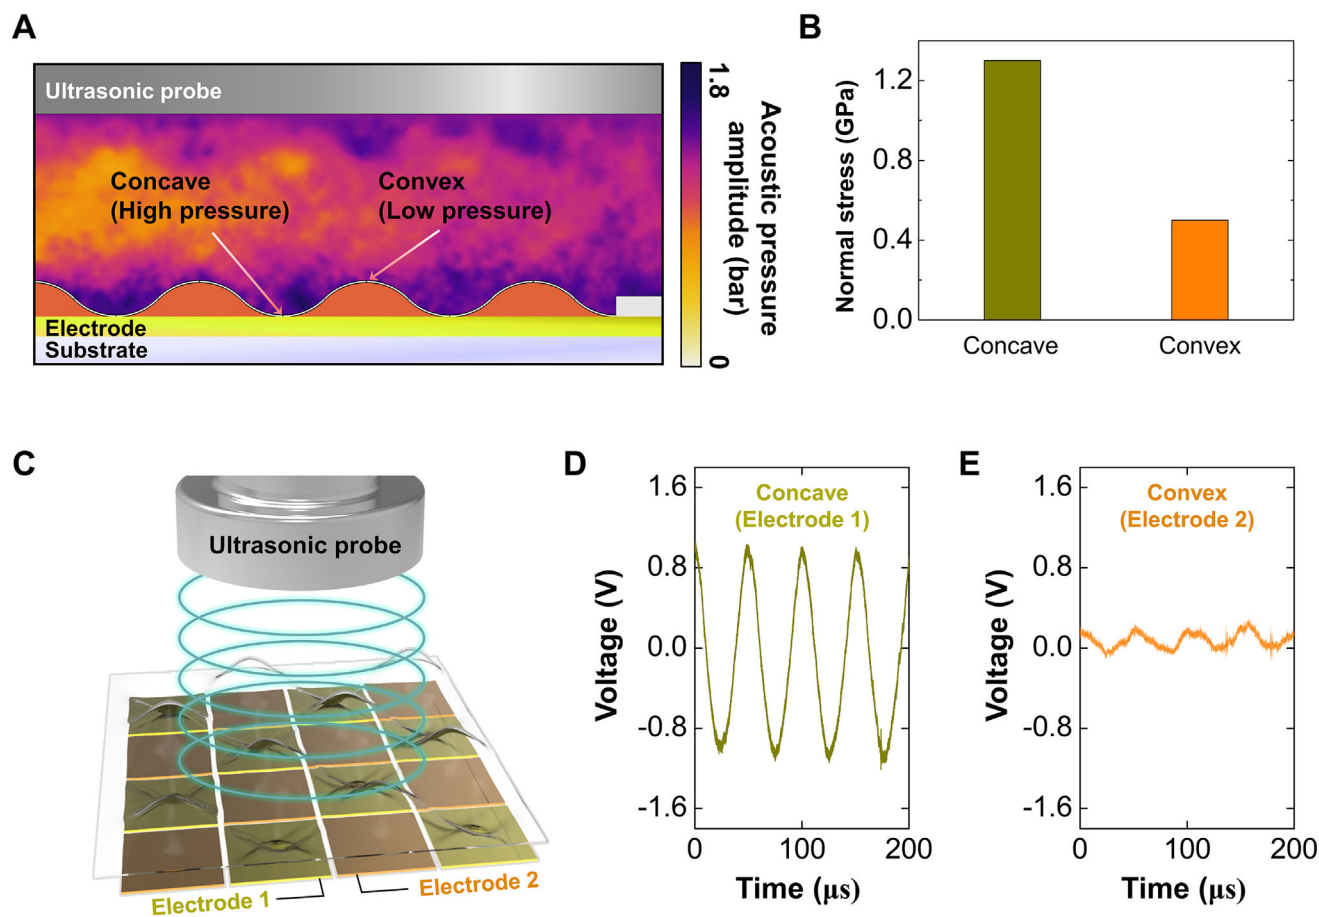 A
Ultrasonic probe
Concave
(High pressure)
Convex
(Low pressure)
Electrode
Substrate
1.8
0
Acoustic pressure
amplitude (bar)
B
Normal stress (GPa)
1.2
0.8
0.4
0.0
Concave
Convex
C
Ultrasonic probe
Electrode 1
Electrode 2
D
Concave
(Electrode 1)
Voltage (V)
1.6
0.8
0.0
-0.8
-1.6
0
100
200
Time (μs)
E
Convex
(Electrode 2)
Voltage (V)
1.6
0.8
0.0
-0.8
-1.6
0
100
200
Time (μs)